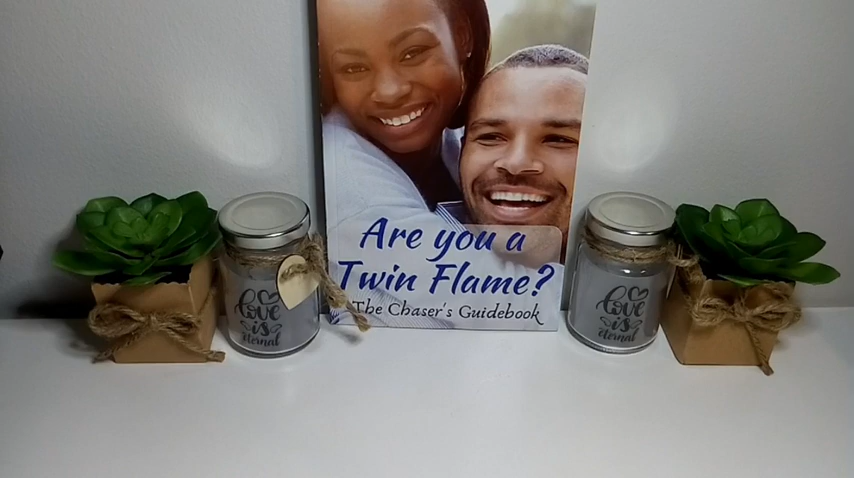 Are you a
Twin Flame?
The Chaser's Guidebook
love
is
eternal
love
is
eternal